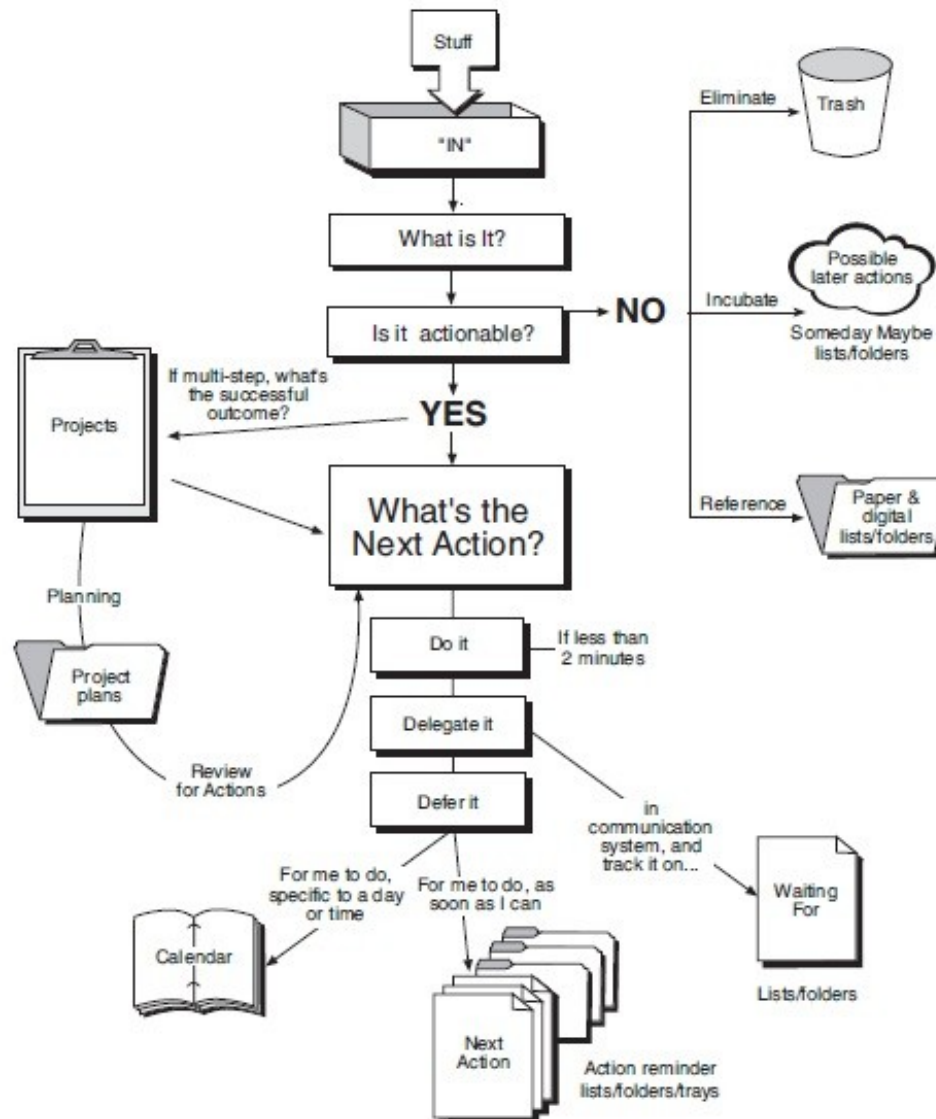 Stuff
"IN"
What is It?
Is it actionable?
NO
Eliminate
Trash
Incubate
Possible
later actions
Someday Maybe
lists/folders
Reference
Paper &
digital
lists/folders
YES
If multi-step, what's
the successful
outcome?
Projects
What's the
Next Action?
Planning
Project
plans
Review
for Actions
Do it
If less than
2 minutes
Delegate it
in
communication
system, and
track it on...
Waiting
For
Lists/folders
Defer it
For me to do,
specific to a day
or time
Calendar
For me to do, as
soon as I can
Next
Action
Action reminder
lists/folders/trays